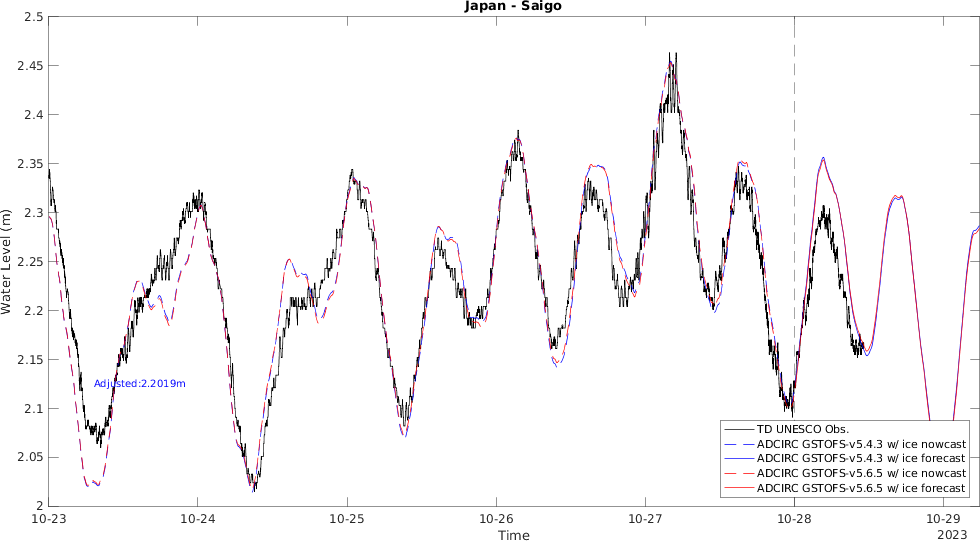 Japan - Saigo
2.5
2.45
2.4
2.35
2.3
2.25
2.2
2.15
2.1
2.05
2
Water Level (m)
Adjusted:2.2019m
TD UNESCO Obs.
ADCIRC GSTOFS-v5.4.3 w/ ice nowcast
ADCIRC GSTOFS-v5.4.3 w/ ice forecast
ADCIRC GSTOFS-v5.6.5 w/ ice nowcast
ADCIRC GSTOFS-v5.6.5 w/ ice forecast
10-23 10-24 10-25 10-26 10-27 10-28 10-29
Time
2023